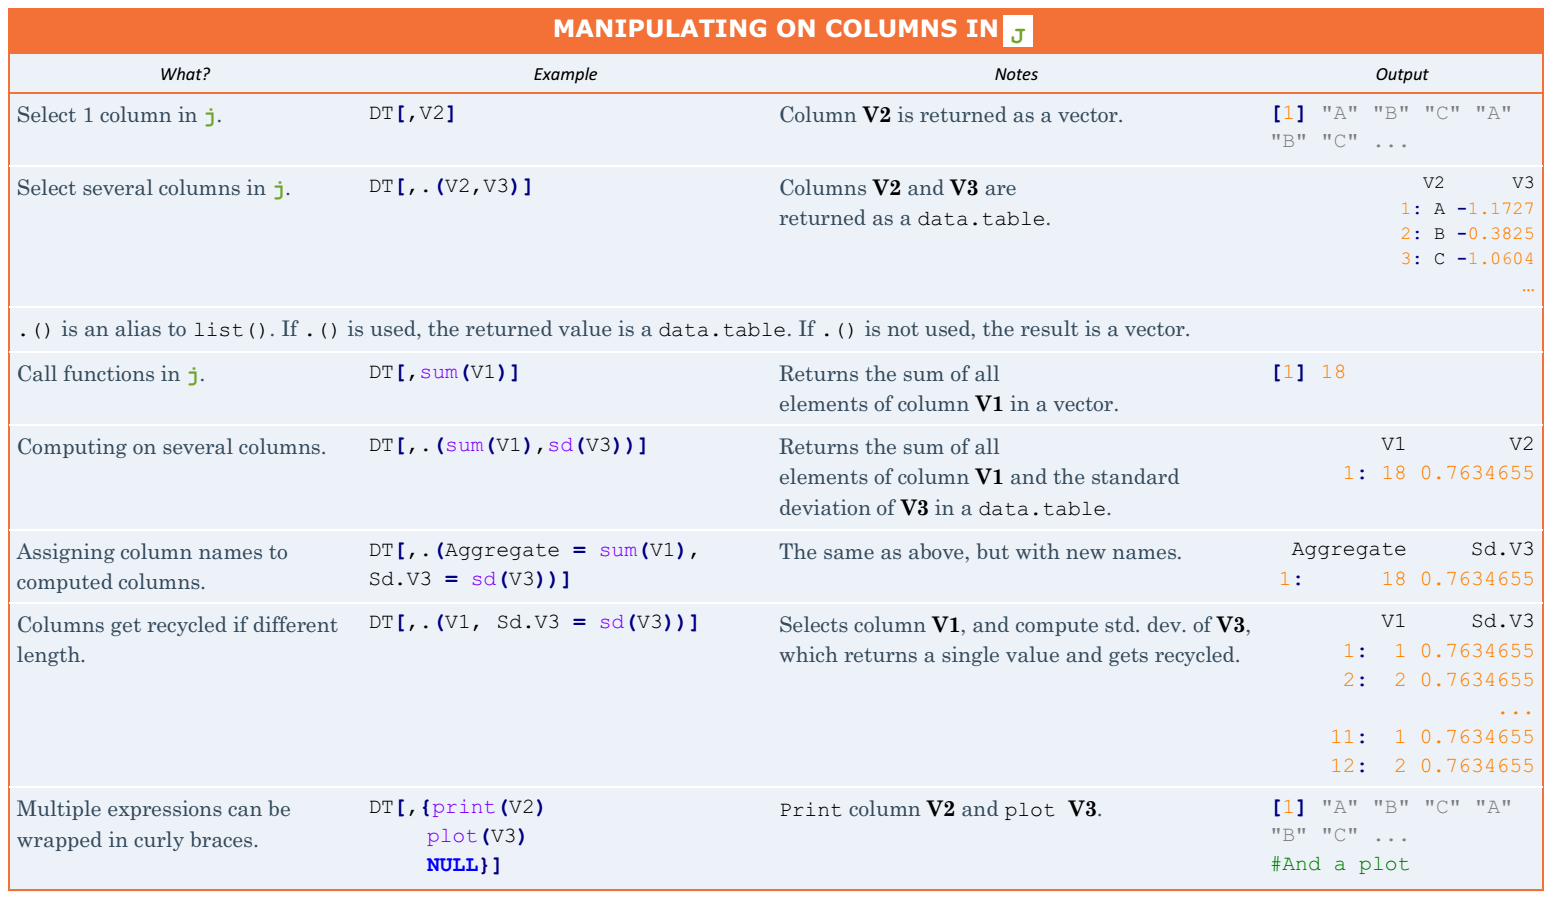 MANIPULATING ON COLUMNS IN J
What? Example Notes Output
Select 1 column in j. DT[,V2] Column V2 is returned as a vector. [1] "A" "B" "C" "A"
"B" "C" ...
Select several columns in j. DT[,.(V2,V3)] Columns V2 and V3 are V2 V3
returned as a data.table. 1: A -1.1727
2: B -0.3825
3: C -1.0604
…
.() is an alias to list(). If .() is used, the returned value is a data.table. If .() is not used, the result is a vector.
Call functions in j. DT[,sum(V1)] Returns the sum of all [1] 18
elements of column V1 in a vector.
Computing on several columns. DT[,.(sum(V1),sd(V3))] Returns the sum of all V1 V2
elements of column V1 and the standard 1: 18 0.7634655
deviation of V3 in a data.table.
Assigning column names to DT[,.(Aggregate = sum(V1), The same as above, but with new names. Aggregate Sd.V3
computed columns. Sd.V3 = sd(V3))] 1: 18 0.7634655
Columns get recycled if different DT[,.(V1, Sd.V3 = sd(V3))] Selects column V1, and compute std. dev. of V3, V1 Sd.V3
length. which returns a single value and gets recycled. 1: 1 0.7634655
2: 2 0.7634655
...
11: 1 0.7634655
12: 2 0.7634655
Multiple expressions can be DT[,{print(V2) Print column V2 and plot V3. [1] "A" "B" "C" "A"
wrapped in curly braces. plot(V3) "B" "C" ...
NULL}] #And a plot